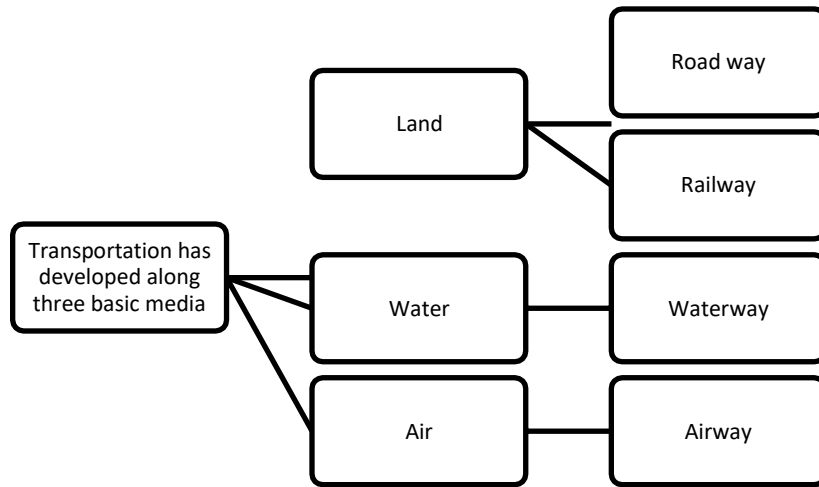 Transportation has
developed along
three basic media
Land
Road way
Railway
Water
Waterway
Air
Airway